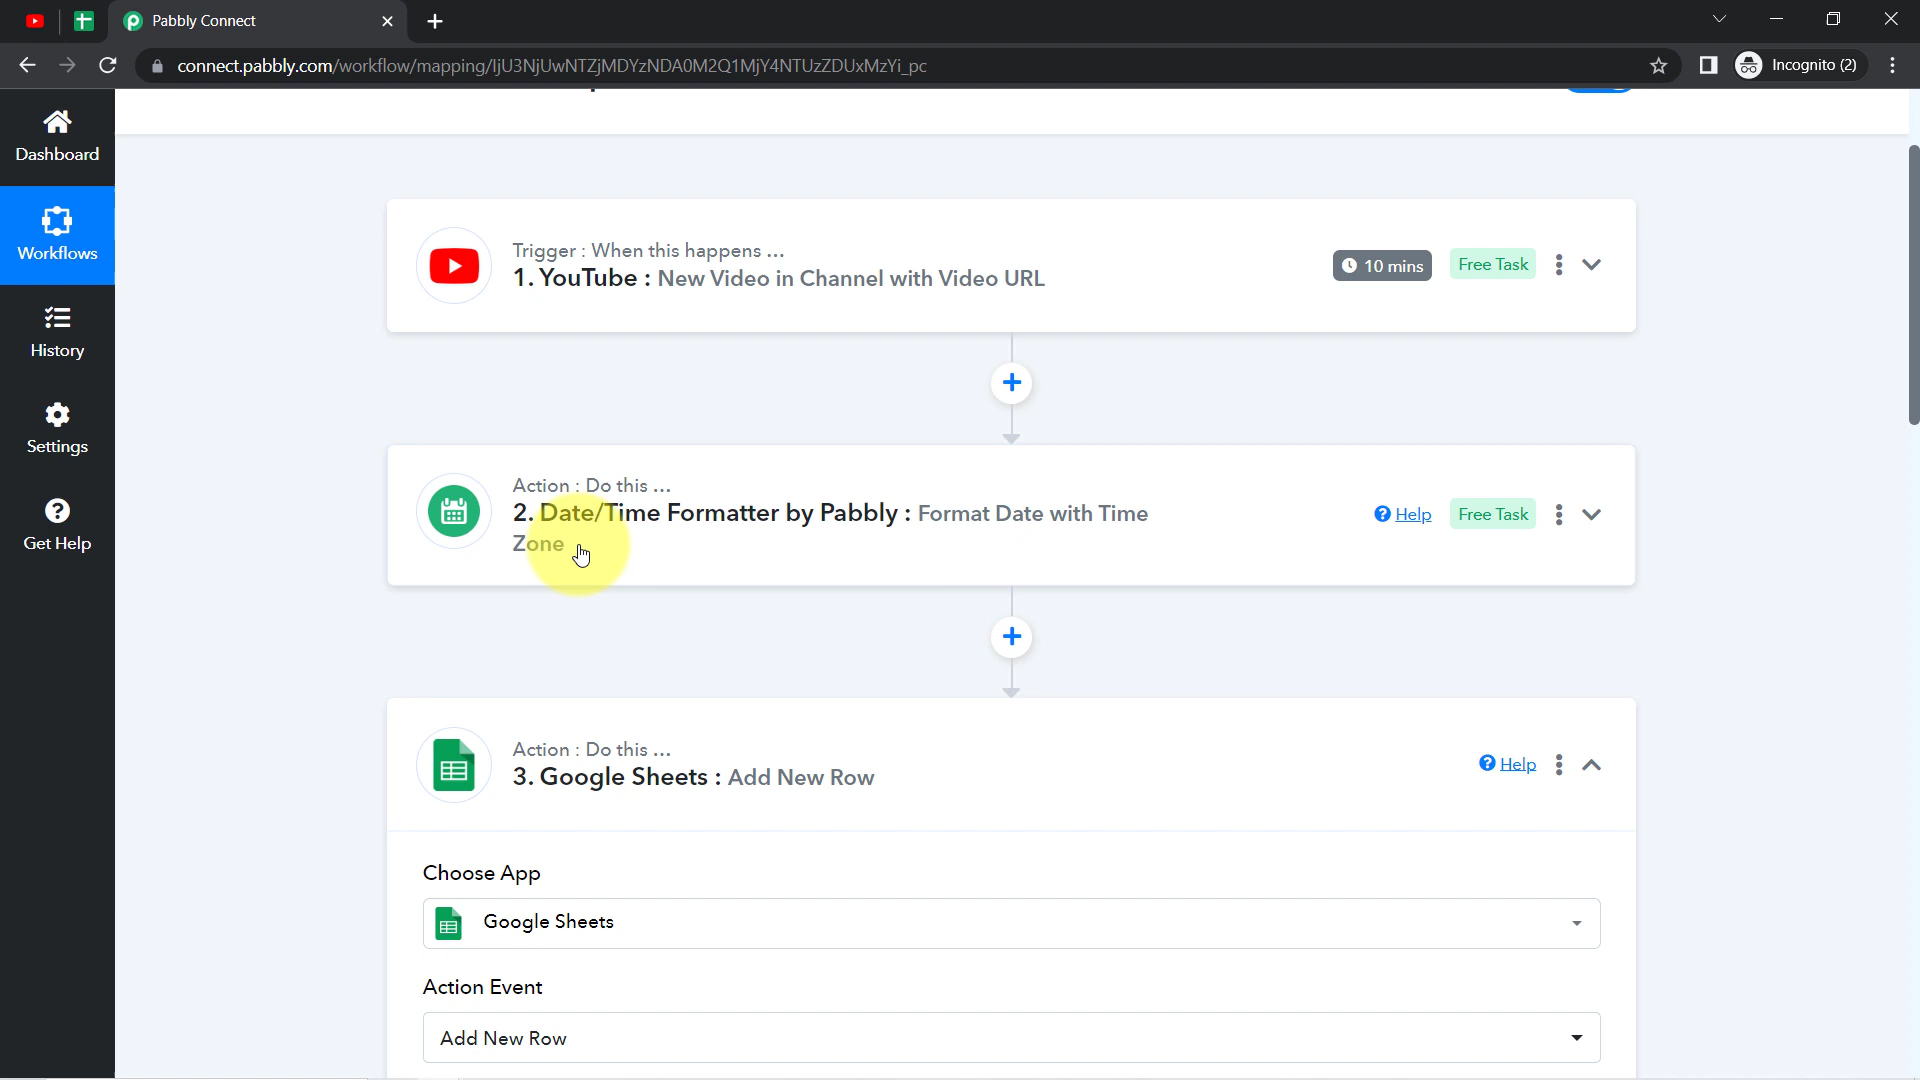 Pabbly Connect
connect.pabbly.com/workflow/mapping/IjU3NjUwNTZjMDYzNDA0M2Q1MjY4NTUzZDUxMzYi_pc
Incognito (2)
Dashboard
Workflows
History
Settings
Get Help
Trigger : When this happens ...
1. YouTube : New Video in Channel with Video URL
10 mins
Free Task
Action : Do this ...
2. Date/Time Formatter by Pabbly : Format Date with Time
Zone
Help
Free Task
Action : Do this ...
3. Google Sheets : Add New Row
Help
Choose App
Google Sheets
Action Event
Add New Row